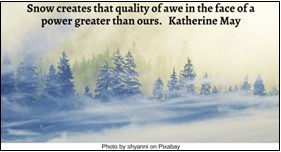 Snow creates that quality of awe in the face of a
power greater than ours.   Katherine May
Photo by shyanni on Pixabay